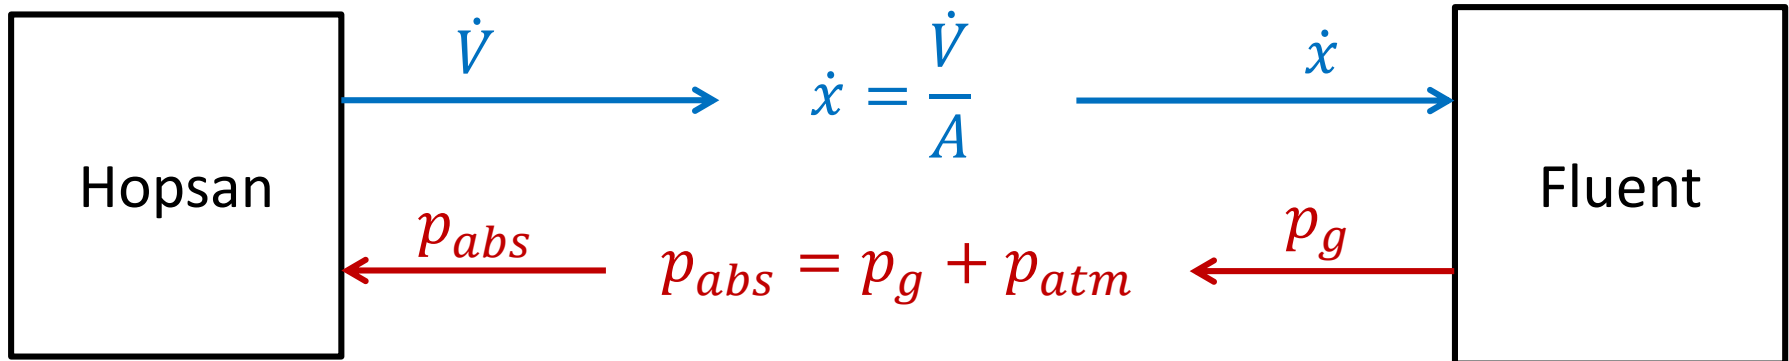 V̇ ẋ = V̇/A ẋ
Hopsan Fluent
p_abs p_abs = p_g + p_atm p_g